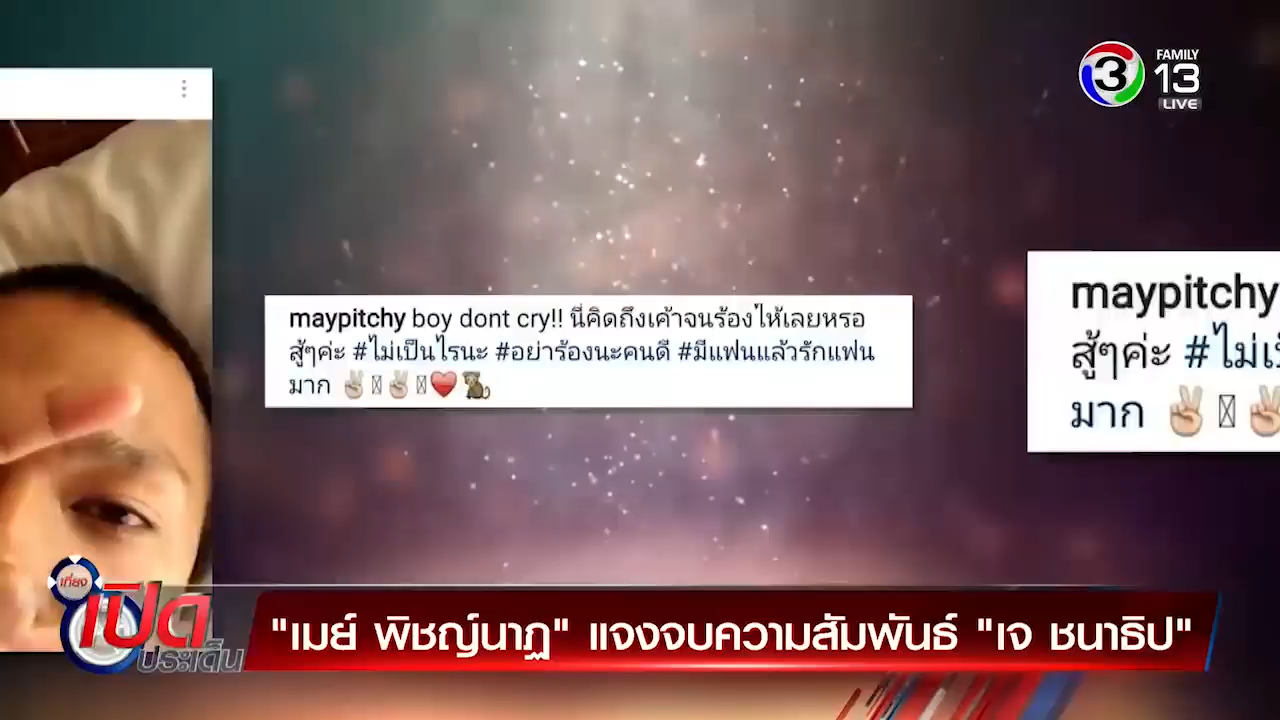 FAMILY
3 13
LIVE
maypitchy boy dont cry!! นี่คิดถึงเค้าจนร้องไห้เลยหรอ
สู้ๆค่ะ #ไม่เป็นไรนะ #อย่าร้องนะคนดี #มีแฟนแล้วรักแฟน
มาก ✌️✌️❤️🐒
maypitchy
สู้ๆค่ะ #ไม่เป็
มาก ✌️✌️
เที่ยง
เปิด
ประเด็น
"เมย์ พิชญ์นาฏ" แจงจบความสัมพันธ์ "เจ ชนาธิป"